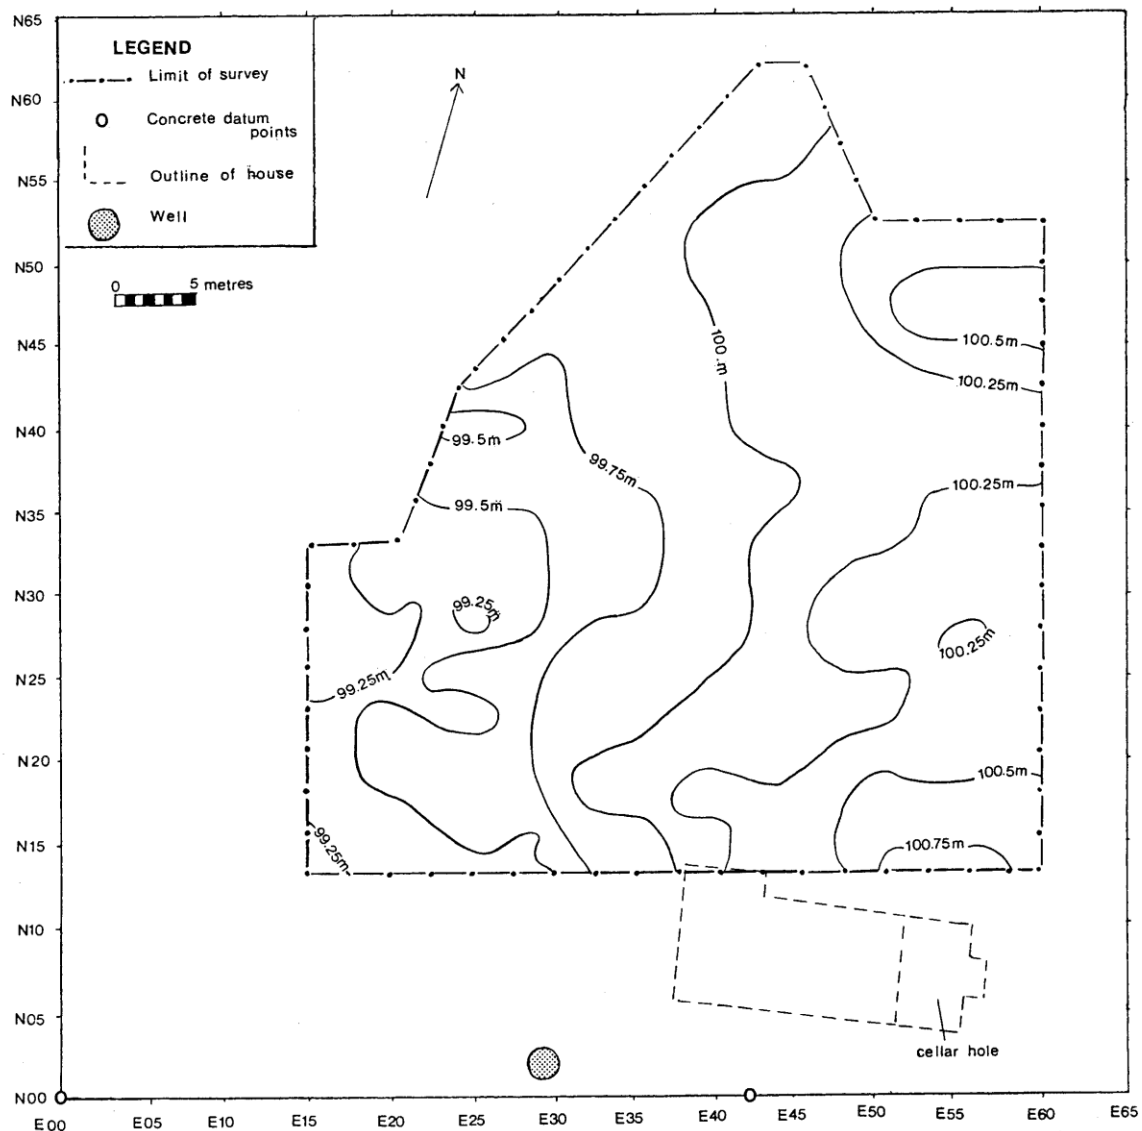 LEGEND
Limit of survey
Concrete datum
points
Outline of house
Well
0 5 metres
N
N65
N60
N55
N50
N45
N40
N35
N30
N25
N20
N15
N10
N05
N00
100.m
100.5m
100.25m
99.5m
99.75m
100.25m
99.5m
99.25m
100.25m
99.25m
100.5m
99.25m
100.75m
cellar hole
E00
E05
E10
E15
E20
E25
E30
E35
E40
E45
E50
E55
E60
E65